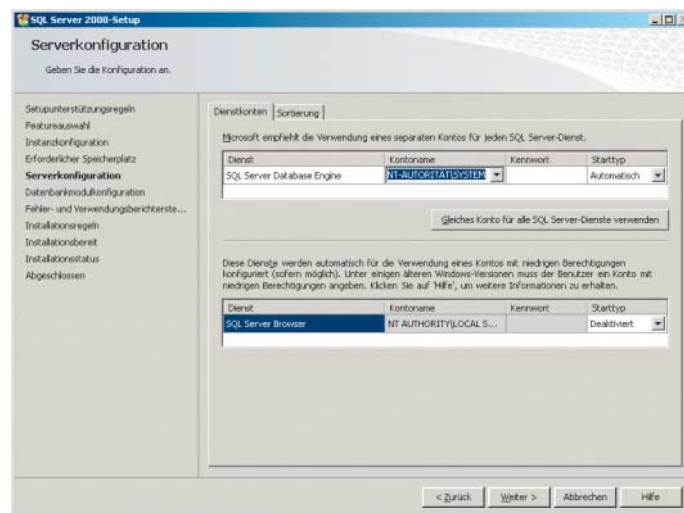 SQL Server 2008-Setup
Serverkonfiguration
Geben Sie die Konfiguration an.
Setupunterstützungsregeln
Featureauswahl
Instanzkonfiguration
Erforderlicher Speicherplatz
Serverkonfiguration
Datenbankmodulkonfiguration
Fehler- und Verwendungsberichterste...
Installationsregeln
Installationsbereit
Installationsstatus
Abgeschlossen
Dienstkonten Sortierung
Microsoft empfiehlt die Verwendung eines separaten Kontos für jeden SQL Server-Dienst.
Dienst Kontoname Kennwort Starttyp
SQL Server Database Engine NT-AUTORITÄT\SYSTEM Automatisch
Gleiches Konto für alle SQL Server-Dienste verwenden
Diese Dienste werden automatisch für die Verwendung eines Kontos mit niedrigen Berechtigungen
konfiguriert (sofern möglich). Unter einigen älteren Windows-Versionen muss der Benutzer ein Konto mit
niedrigen Berechtigungen angeben. Klicken Sie auf 'Hilfe', um weitere Informationen zu erhalten.
Dienst Kontoname Kennwort Starttyp
SQL Server Browser NT AUTHORITY\LOCAL S... Deaktiviert
< Zurück Weiter > Abbrechen Hilfe